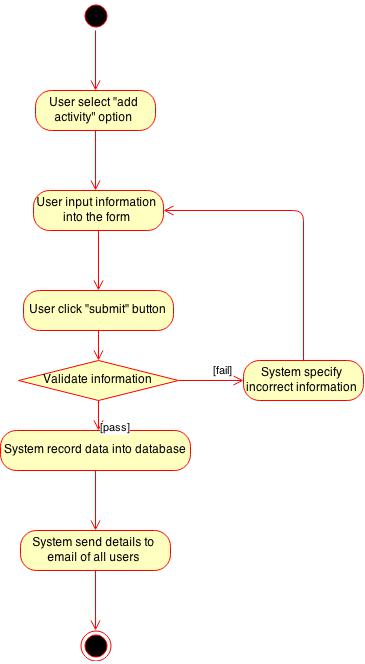 User select "add
activity" option
User input information
into the form
User click "submit" button
Validate information
[fail]
System specify
incorrect information
[pass]
System record data into database
System send details to
email of all users